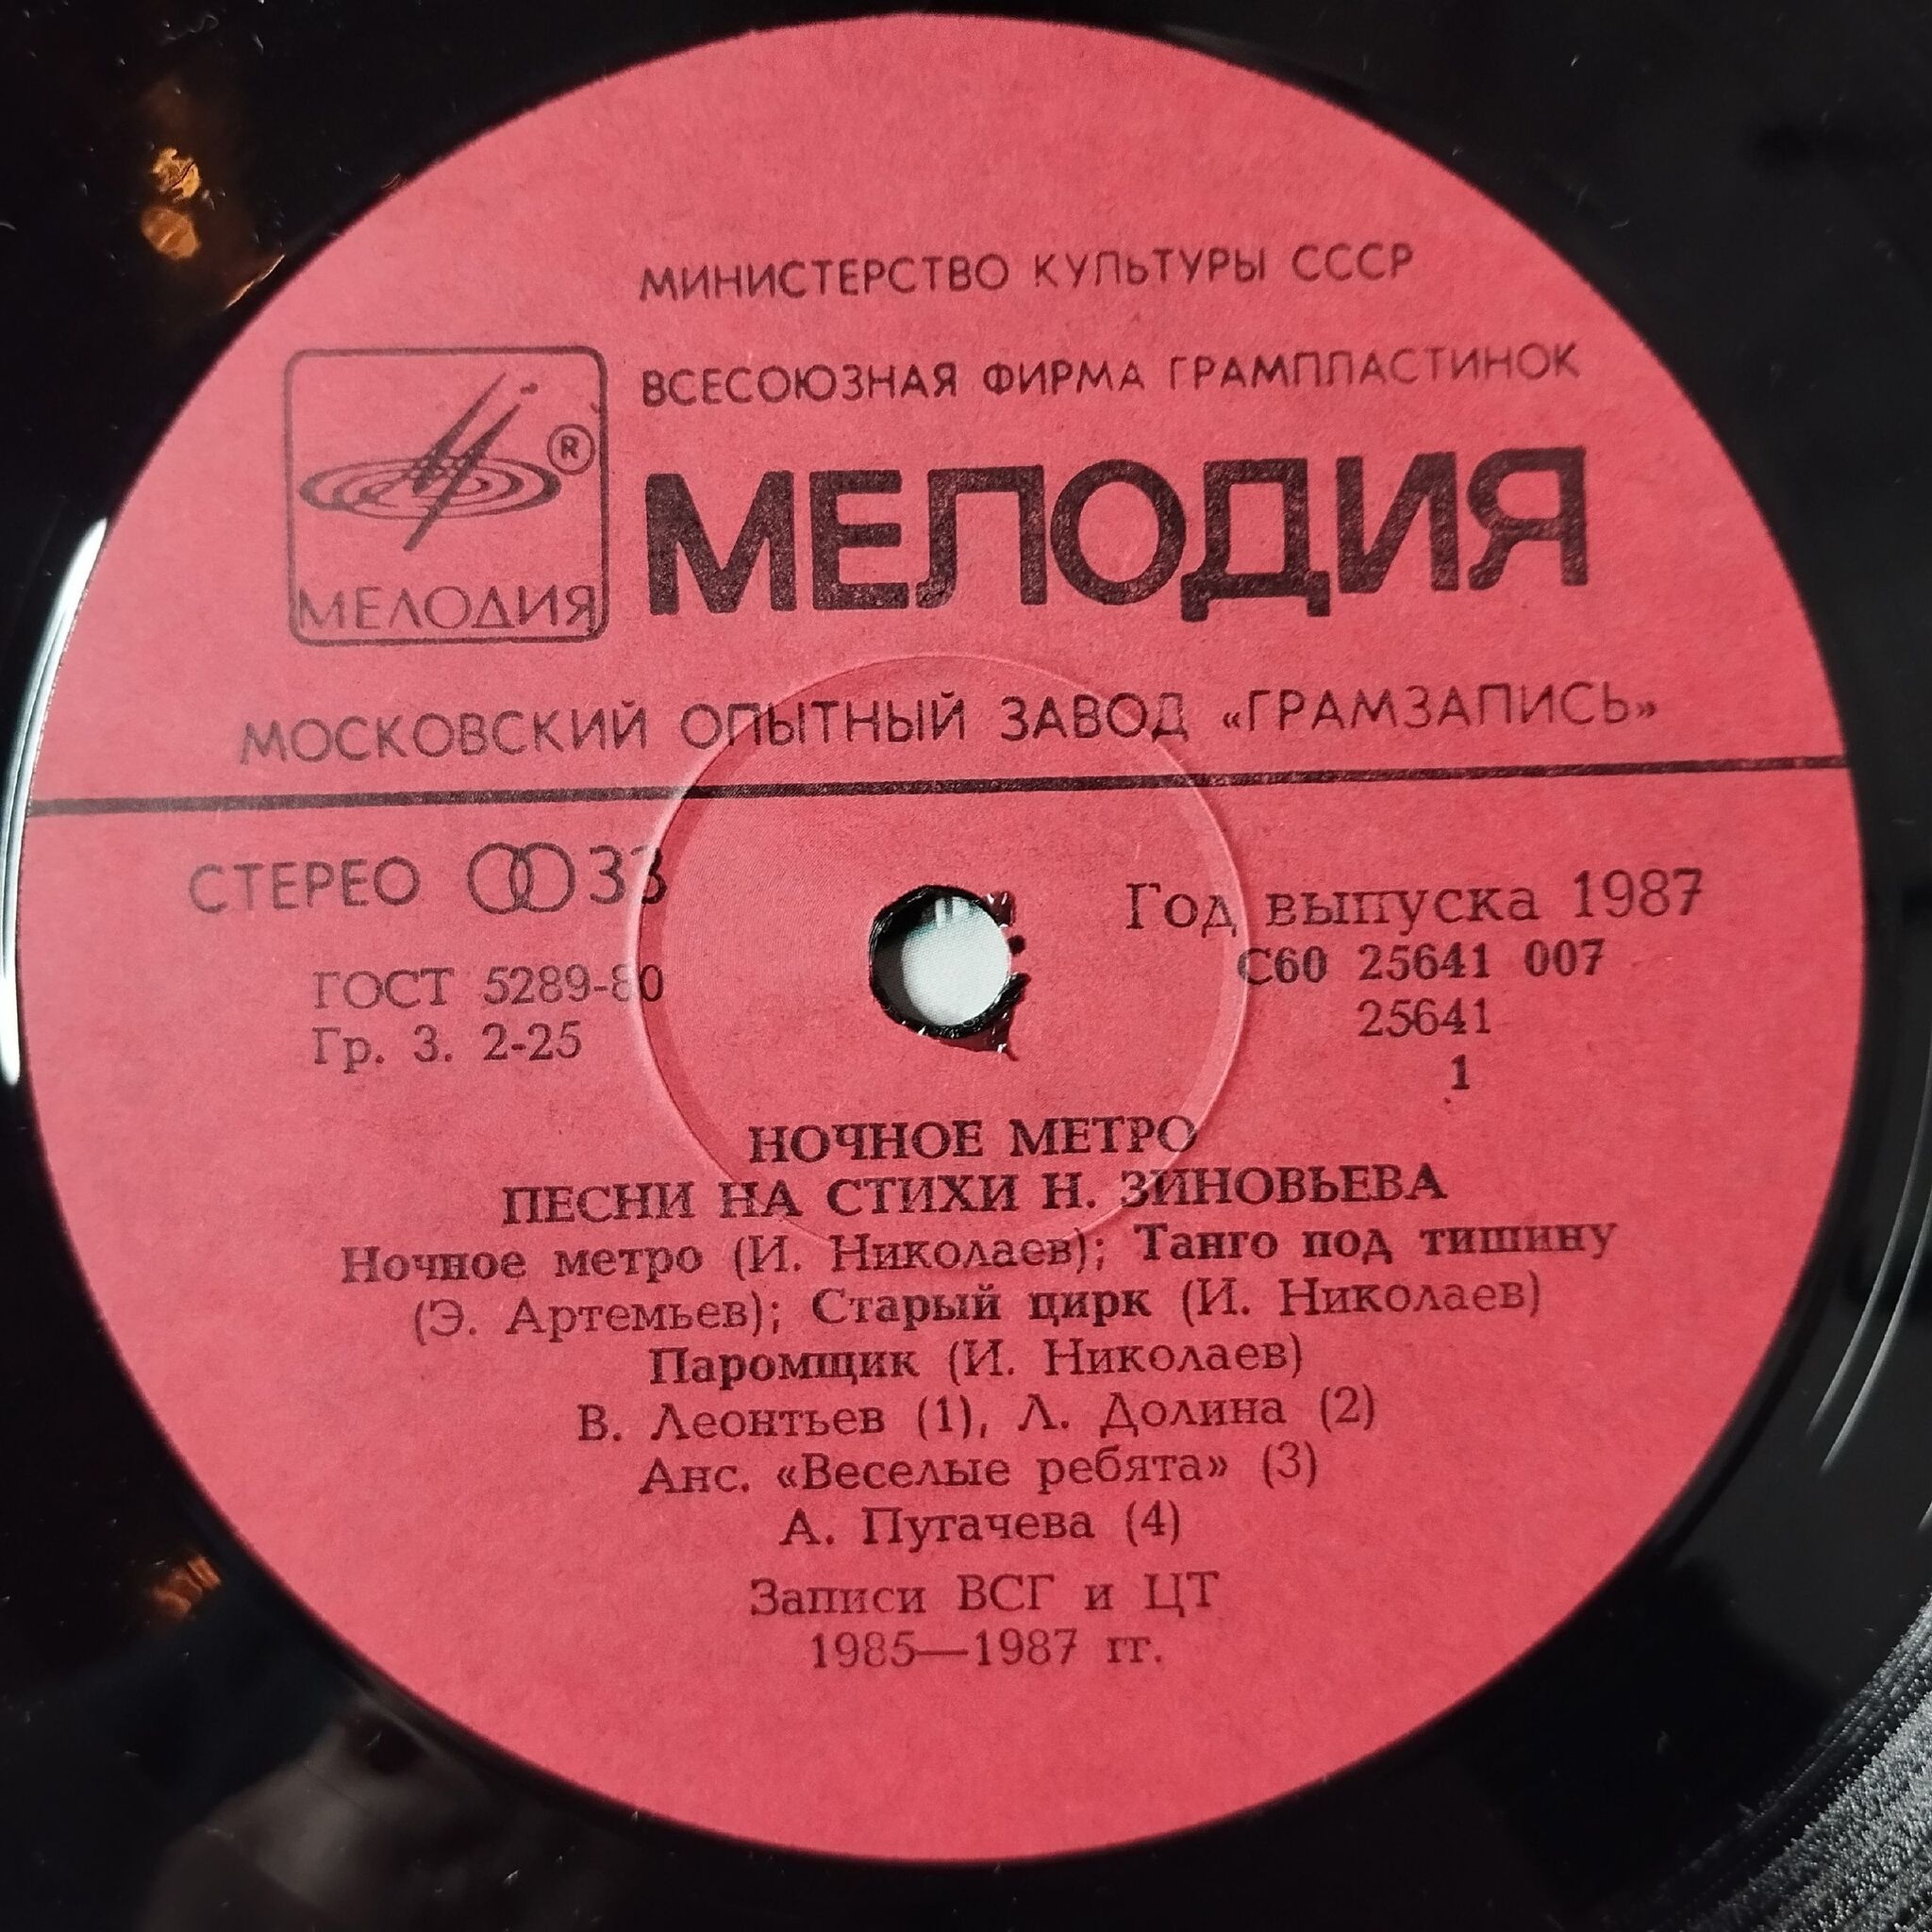 МИНИСТЕРСТВО КУЛЬТУРЫ СССР
ВСЕСОЮЗНАЯ ФИРМА ГРАМПЛАСТИНОК
®
МЕЛОДИЯ
МЕЛОДИЯ
МОСКОВСКИЙ ОПЫТНЫЙ ЗАВОД «ГРАМЗАПИСЬ»
СТЕРЕО 33
Год выпуска 1987
ГОСТ 5289-80
С60 25641 007
Гр. 3. 2-25
25641
1
НОЧНОЕ МЕТРО
ПЕСНИ НА СТИХИ Н. ЗИНОВЬЕВА
Ночное метро (И. Николаев); Танго под тишину
(Э. Артемьев); Старый цирк (И. Николаев)
Паромщик (И. Николаев)
В. Леонтьев (1), Л. Долина (2)
Анс. «Веселые ребята» (3)
А. Пугачева (4)
Записи ВСГ и ЦТ
1985—1987 гг.